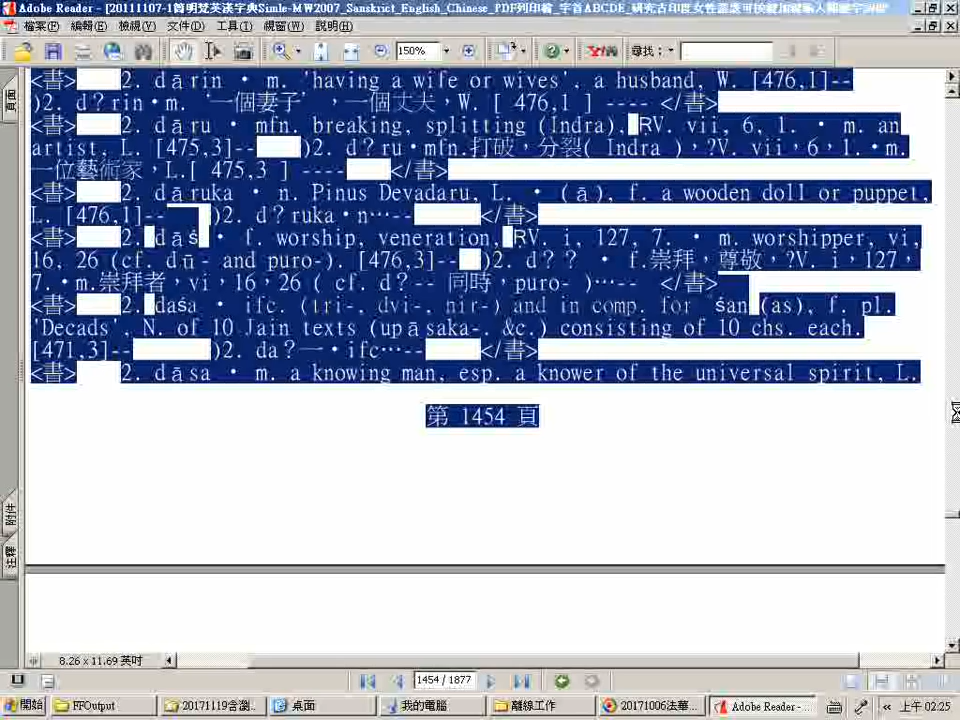 Adobe Reader - [20111107-1簡明梵英漢字典Simle-MW2007_Sanskrict_English_Chinese_PDF列印稿_字首ABCDE_研究古印度女性
檔案(F) 編輯(E) 檢視(V) 文件(D) 工具(T) 視窗(W) 說明(H)
150% 尋找：
頁面
<書> 2. dārin • m. 'having a wife or wives', a husband, W. [476,1]--
)2. d?rin•m. '一個妻子' ，一個丈夫，W. [ 476,1 ] ---- </書>
<書> 2. dāru • mfn. breaking, splitting (Indra), RV. vii, 6, 1. • m. an
artist, L. [475,3]-- )2. d?ru•mfn.打破，分裂( Indra )，?V. vii，6，1.•m.
一位藝術家，L.[ 475,3 ] ---- </書>
<書> 2. dāruka • n. Pinus Devadaru, L. • (ā), f. a wooden doll or puppet,
L. [476,1]-- )2. d?ruka•n…-- </書>
<書> 2. dāś • f. worship, veneration, RV. i, 127, 7. • m. worshipper, vi,
16, 26 (cf. dū- and puro-). [476,3]-- )2. d?? • f.崇拜，尊敬，?V. i，127，
7.•m.崇拜者，vi，16，26 ( cf. d?-- 同時，puro- )…-- </書>
<書> 2. daśa • ifc. (tri-, dvi-, nir-) and in comp. for °śan (as), f. pl.
'Decads', N. of 10 Jain texts (upāsaka-. &c.) consisting of 10 chs. each.
[471,3]-- )2. da?一•ifc…-- </書>
<書> 2. dāsa • m. a knowing man, esp. a knower of the universal spirit, L.
第 1454 頁
附件
注釋
8.26 x 11.69 英吋 1454 / 1877
開始 FFOutput 20171119含瀏.. 桌面 我的電腦 離線工作 20171006法華... Adobe Reader -... 上午 02:25